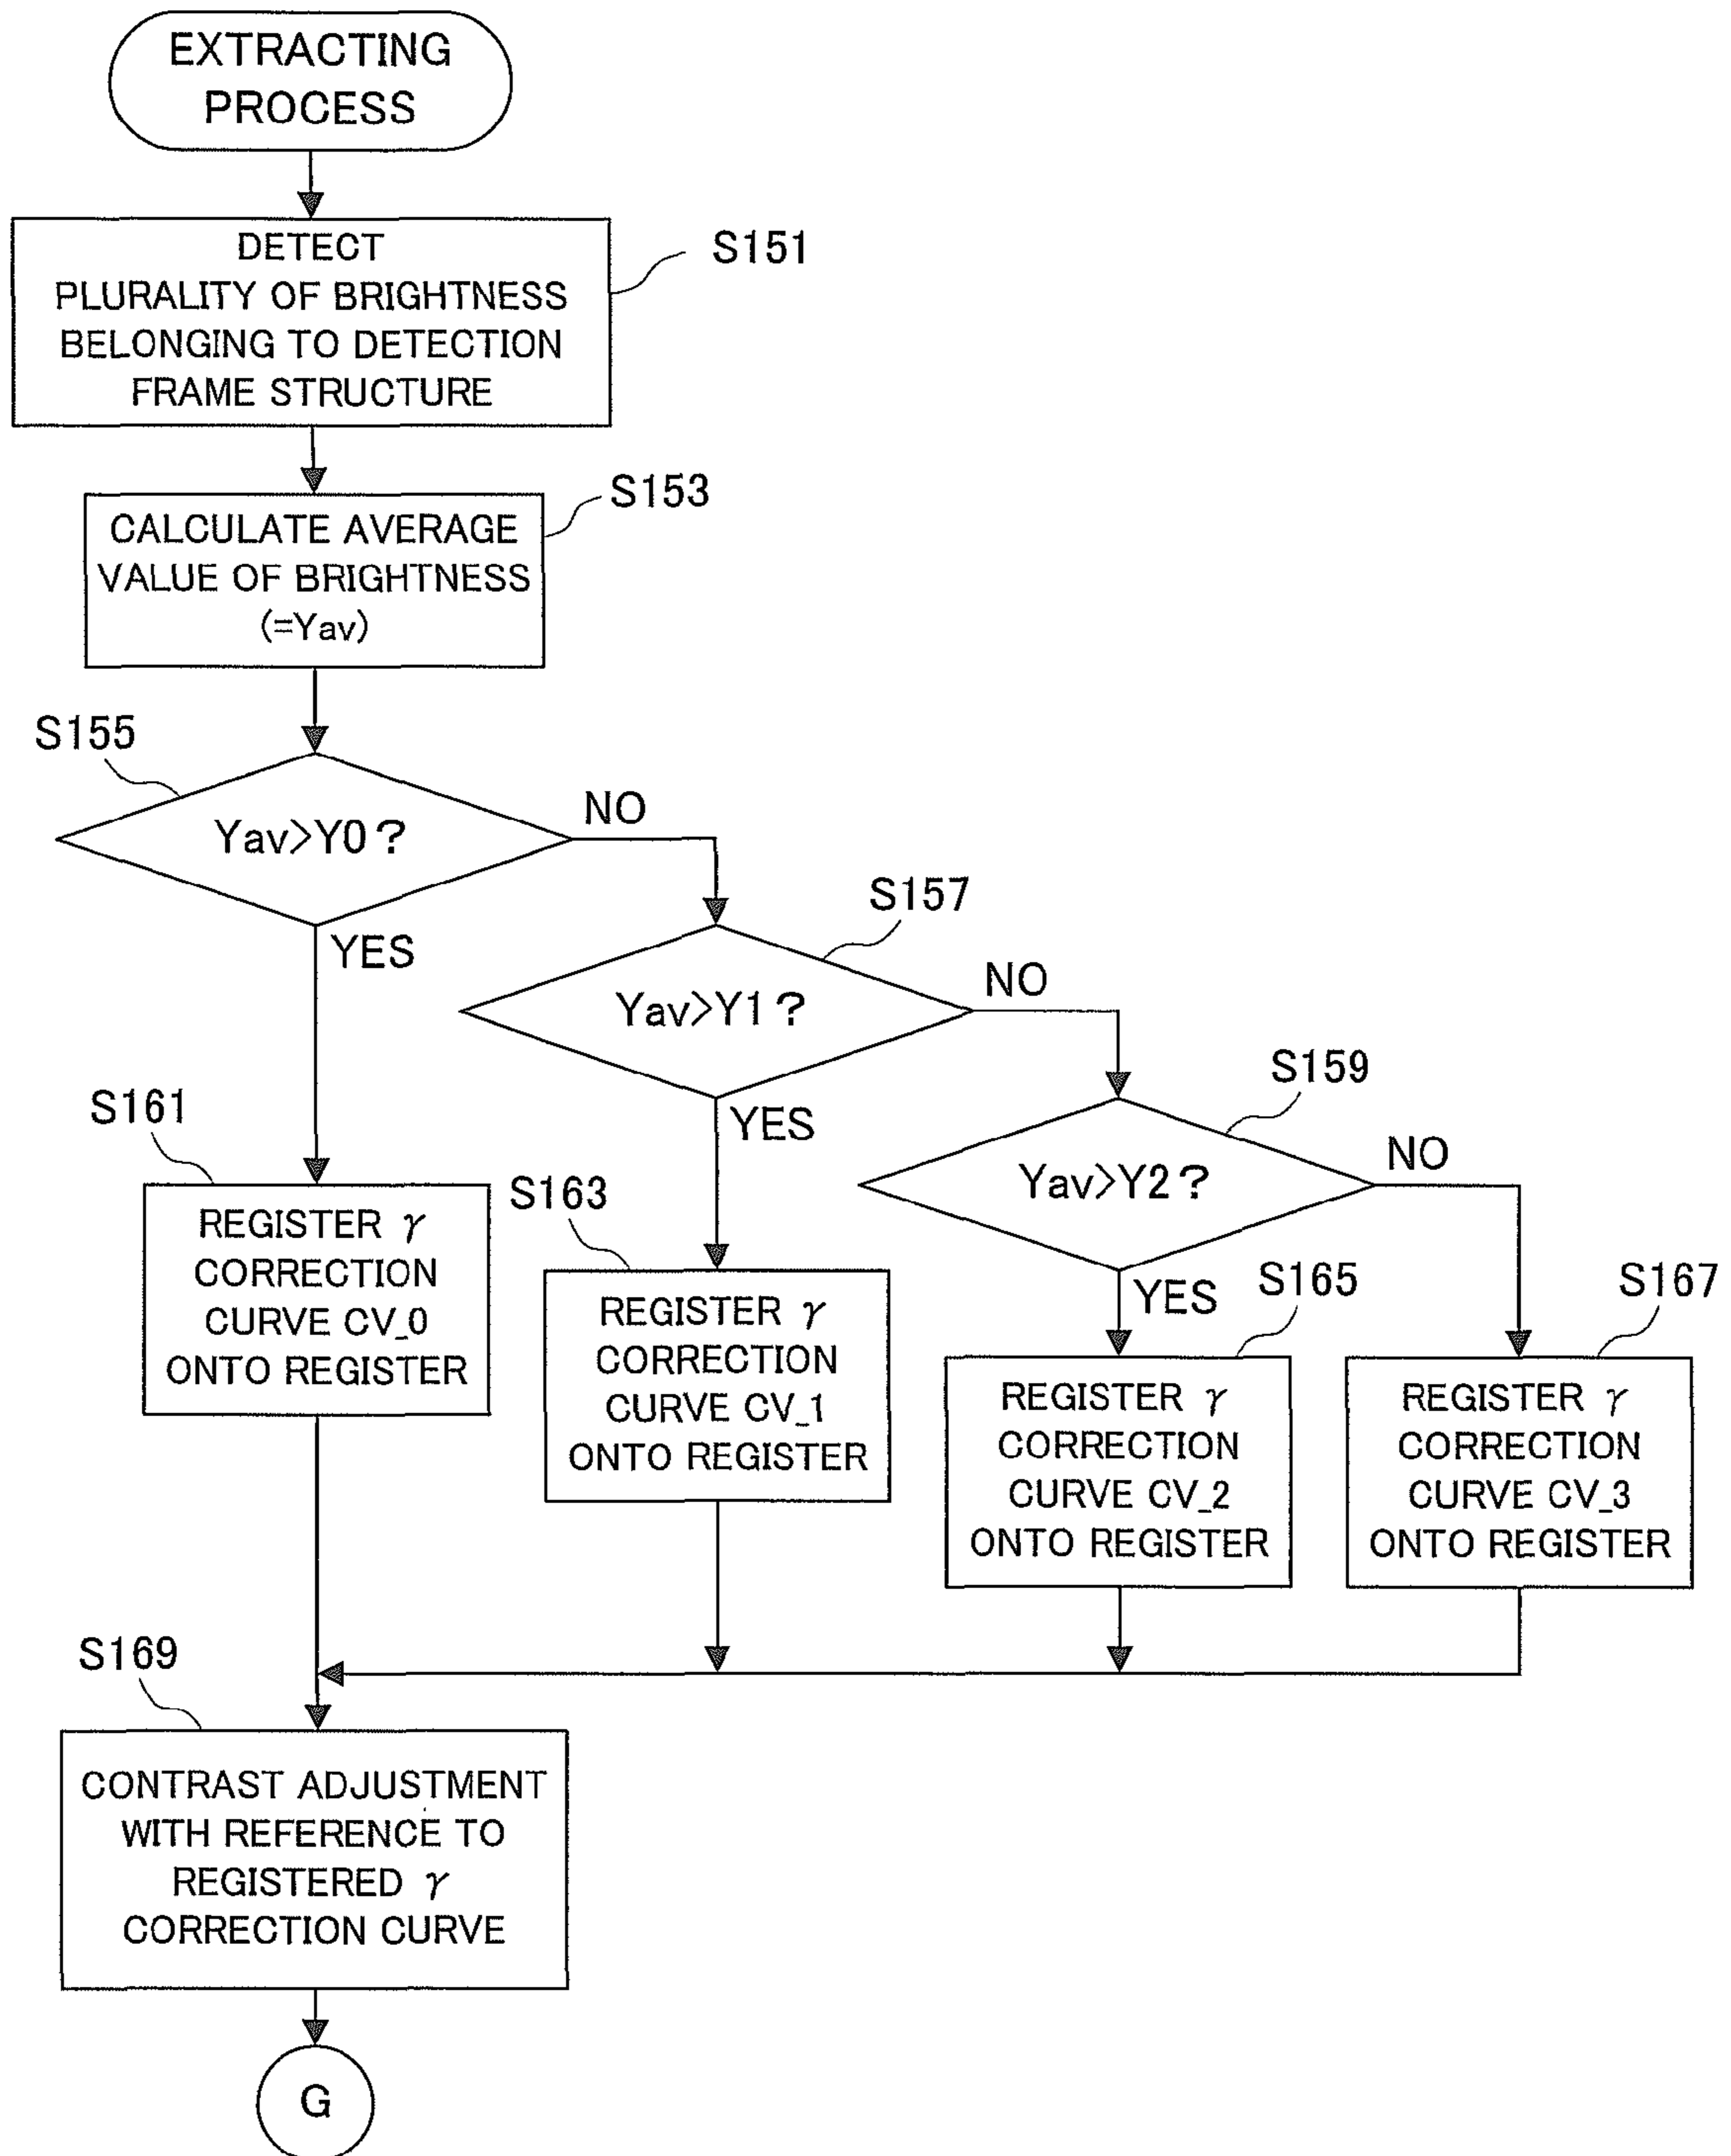 EXTRACTING
PROCESS
DETECT
PLURALITY OF BRIGHTNESS
BELONGING TO DETECTION
FRAME STRUCTURE
S151
CALCULATE AVERAGE
VALUE OF BRIGHTNESS
(=Yav)
S153
S155
Yav>Y0?
NO
YES
S157
Yav>Y1?
NO
YES
S159
Yav>Y2?
NO
YES
S161
REGISTER γ
CORRECTION
CURVE CV_0
ONTO REGISTER
S163
REGISTER γ
CORRECTION
CURVE CV_1
ONTO REGISTER
S165
REGISTER γ
CORRECTION
CURVE CV_2
ONTO REGISTER
S167
REGISTER γ
CORRECTION
CURVE CV_3
ONTO REGISTER
S169
CONTRAST ADJUSTMENT
WITH REFERENCE TO
REGISTERED γ
CORRECTION CURVE
G